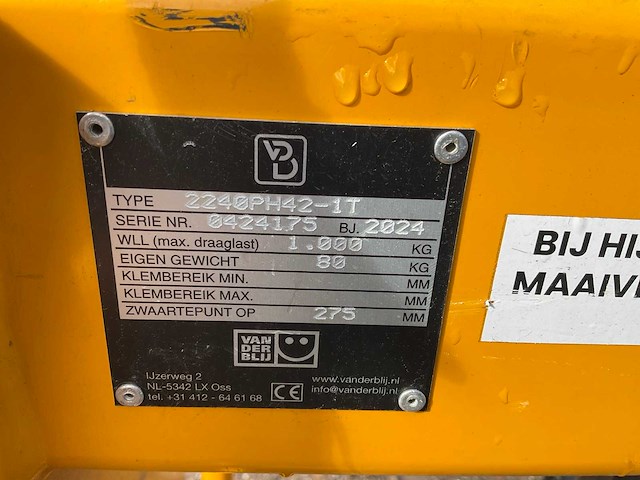 VDB
TYPE 2240PH42-1T
SERIE NR. 0424175 BJ. 2024
WLL (max. draaglast) 1.000 KG
EIGEN GEWICHT 80 KG
KLEMBEREIK MIN. MM
KLEMBEREIK MAX. MM
ZWAARTEPUNT OP 275 MM
VAN
DER
BLIJ
IJzerweg 2
NL-5342 LX Oss
tel. +31 412 - 64 61 68
CE
www.vanderblij.nl
info@vanderblij.nl
BIJ HIJ
MAAIV